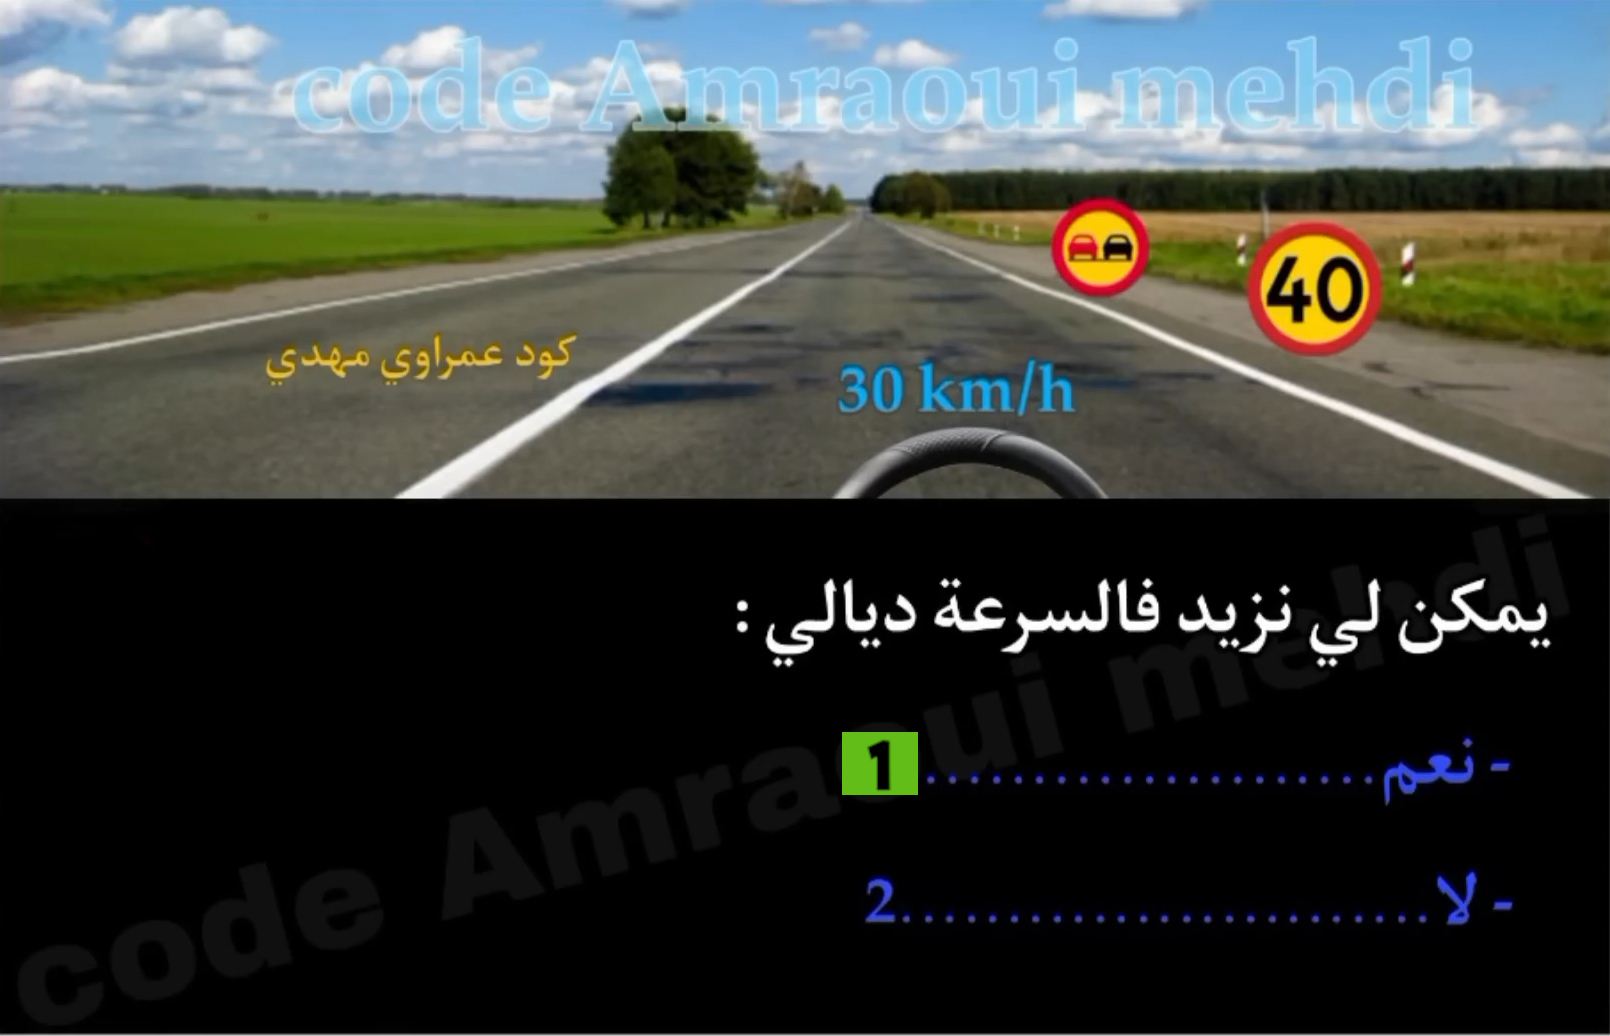 code Amraoui mehdi
40
كود عمراوي مهدي
30 km/h
يمكن لي نزيد فالسرعة ديالي :
- نعم......................1
- لا.........................2
code Amraoui mehdi